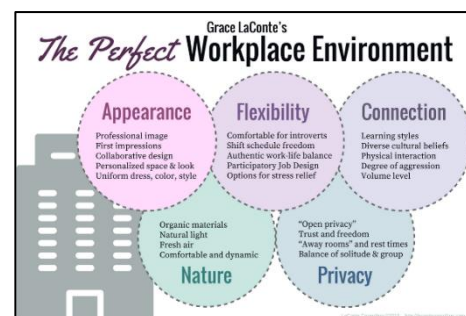 Grace LaConte's
The Perfect Workplace Environment
Appearance
Professional image
First impressions
Collaborative design
Personalized space & look
Uniform dress, color, style
Flexibility
Comfortable for introverts
Shift schedule freedom
Authentic work-life balance
Participatory Job Design
Options for stress relief
Connection
Learning styles
Diverse cultural beliefs
Physical interaction
Degree of aggression
Volume level
Organic materials
Natural light
Fresh air
Comfortable and dynamic
Nature
"Open privacy"
Trust and freedom
"Away rooms" and rest times
Balance of solitude & group
Privacy